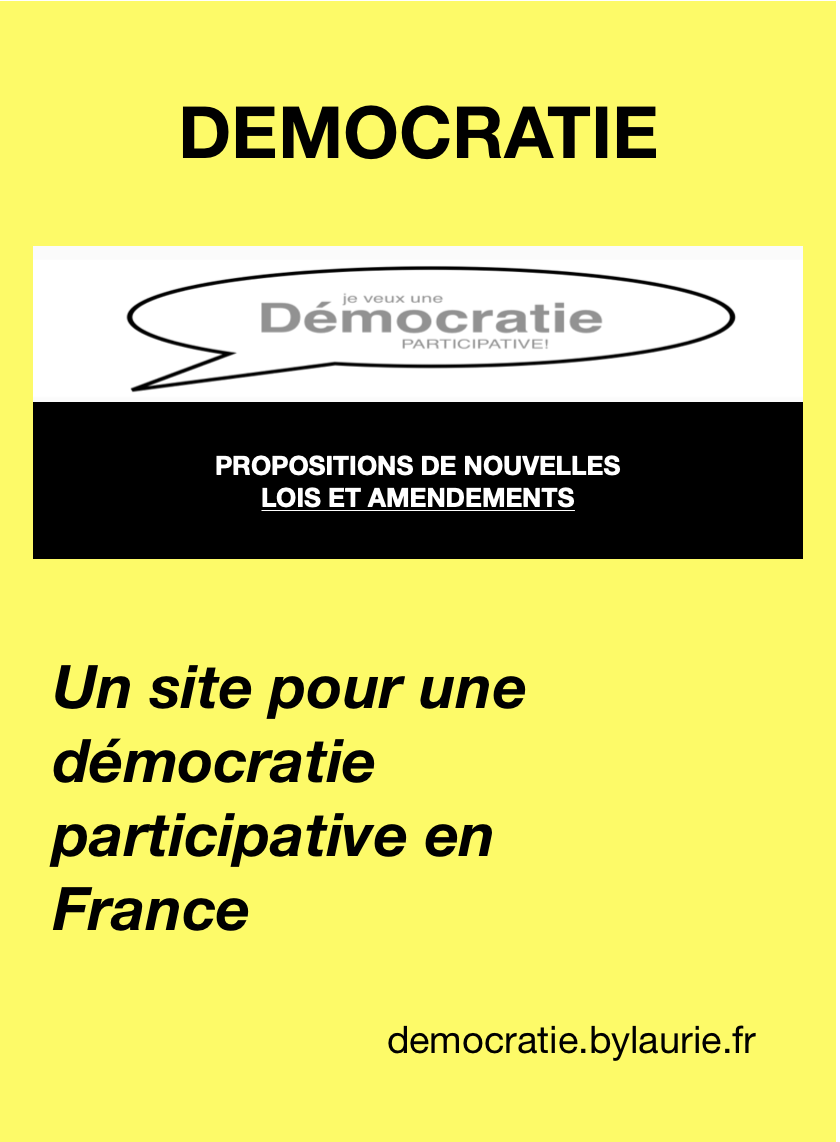 DEMOCRATIE
je veux une
Démocratie
PARTICIPATIVE!
PROPOSITIONS DE NOUVELLES
LOIS ET AMENDEMENTS
Un site pour une
démocratie
participative en
France
democratie.bylaurie.fr